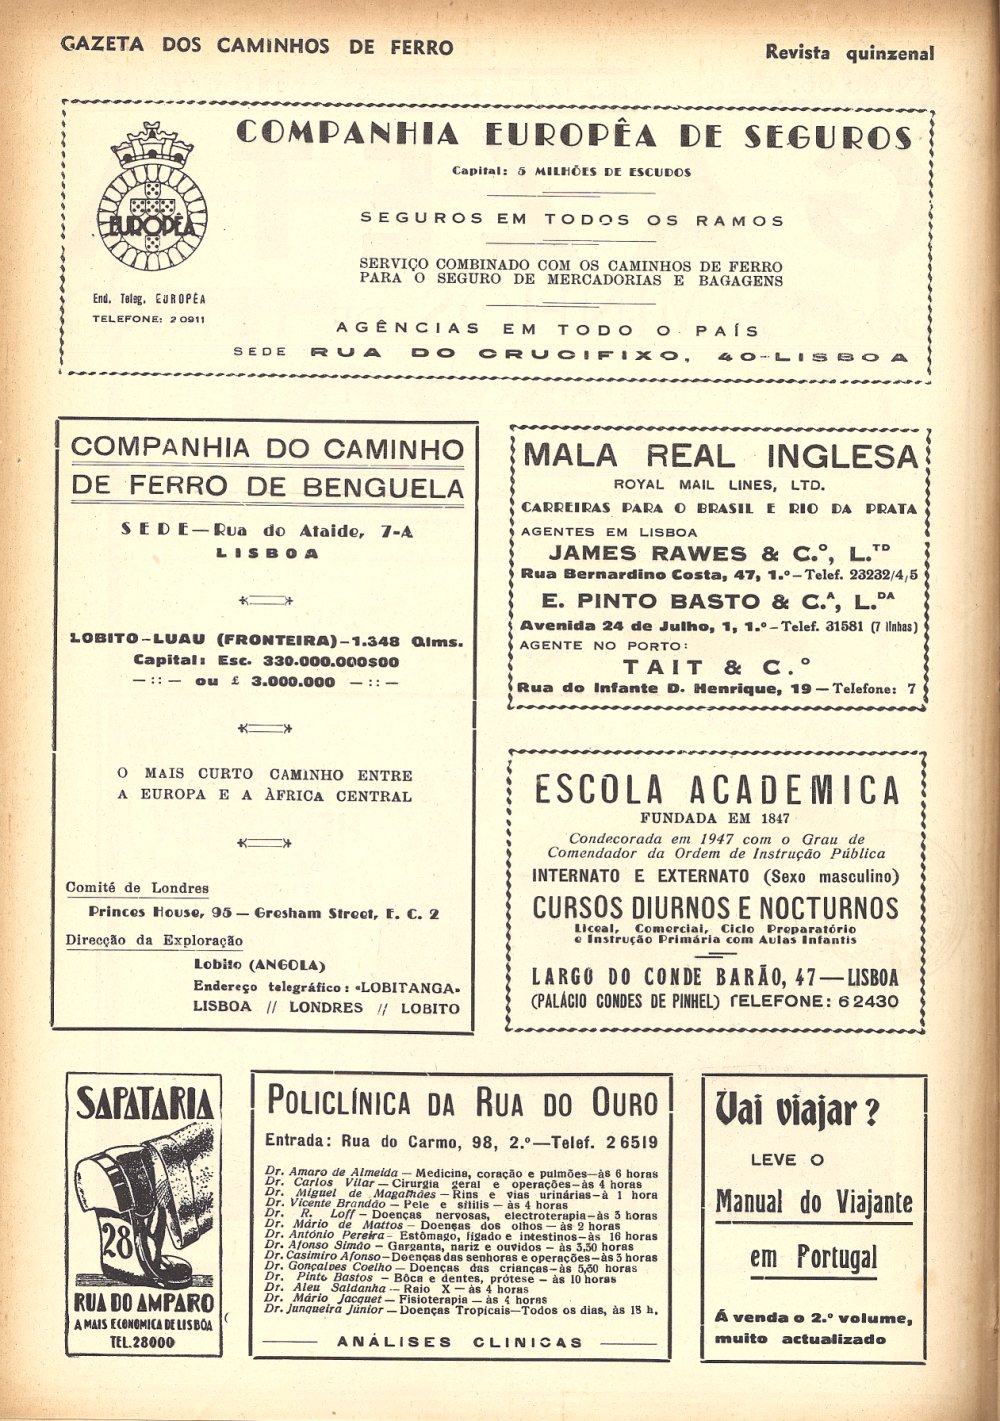 GAZETA DOS CAMINHOS DE FERRO
Revista quinzenal
COMPANHIA EUROPÊA DE SEGUROS
Capital: 5 MILHÕES DE ESCUDOS
EUROPÊA
SEGUROS EM TODOS OS RAMOS
SERVIÇO COMBINADO COM OS CAMINHOS DE FERRO
PARA O SEGURO DE MERCADORIAS E BAGAGENS
End. Teleg. EUROPÊA
TELEFONE: 20911
AGÊNCIAS EM TODO O PAÍS
SEDE RUA DO CRUCIFIXO, 40-LISBOA
COMPANHIA DO CAMINHO
DE FERRO DE BENGUELA
SEDE—Rua do Ataide, 7-A
LISBOA
LOBITO-LUAU (FRONTEIRA)-1.348 Qlms.
Capital: Esc. 330.000.000$00
—::— ou £ 3.000.000 —::—
O MAIS CURTO CAMINHO ENTRE
A EUROPA E A ÀFRICA CENTRAL
Comité de Londres
Princes House, 95 — Gresham Street, E. C. 2
Direcção da Exploração
Lobito (ANGOLA)
Endereço telegráfico: «LOBITANGA»
LISBOA // LONDRES // LOBITO
MALA REAL INGLESA
ROYAL MAIL LINES, LTD.
CARREIRAS PARA O BRASIL E RIO DA PRATA
AGENTES EM LISBOA
JAMES RAWES & C.º, L.TD
Rua Bernardino Costa, 47, 1.º—Telef. 23232/4/5
E. PINTO BASTO & C.ª, L.DA
Avenida 24 de Julho, 1, 1.º—Telef. 31581 (7 linhas)
AGENTE NO PORTO:
TAIT & C.º
Rua do Infante D. Henrique, 19 — Telefone: 7
ESCOLA ACADEMICA
FUNDADA EM 1847
Condecorada em 1947 com o Grau de
Comendador da Ordem de Instrução Pública
INTERNATO E EXTERNATO (Sexo masculino)
CURSOS DIURNOS E NOCTURNOS
Liceal, Comercial, Ciclo Preparatório
e Instrução Primária com Aulas Infantis
LARGO DO CONDE BARÃO, 47—LISBOA
(PALÁCIO CONDES DE PINHEL) TELEFONE: 62430
SAPATARIA
28
RUA DO AMPARO
A MAIS ECONOMICA DE LISBÔA
TEL.28000
POLICLÍNICA DA RUA DO OURO
Entrada: Rua do Carmo, 98, 2.º—Telef. 26519
Dr. Amaro de Almeida — Medicina, coração e pulmões—às 6 horas
Dr. Carlos Vilar — Cirurgia geral e operações—às 4 horas
Dr. Miguel de Magalhães — Rins e vias urinárias—à 1 hora
Dr. Vicente Brandão — Pele e sifilis — às 4 horas
Dr. R. Loff — Doenças nervosas, electroterapia—às 3 horas
Dr. Mário de Mattos — Doenças dos olhos — às 2 horas
Dr. António Pereira — Estômago, fígado e intestinos—às 16 horas
Dr. Afonso Simão — Garganta, nariz e ouvidos — às 3,30 horas
Dr. Casimiro Afonso—Doenças das senhoras e operações—às 3 horas
Dr. Gonçalves Coelho — Doenças das crianças—às 5,30 horas
Dr. Pinto Bastos — Bôca e dentes, prótese — às 10 horas
Dr. Aleu Saldanha — Raio X — às 4 horas
Dr. Mário Jacquet — Fisioterapia — às 4 horas
Dr. Junqueira Júnior — Doenças Tropicais—Todos os dias, às 18 h.
ANÁLISES CLINICAS
Vai viajar?
LEVE O
Manual do Viajante
em Portugal
Á venda o 2.º volume,
muito actualizado